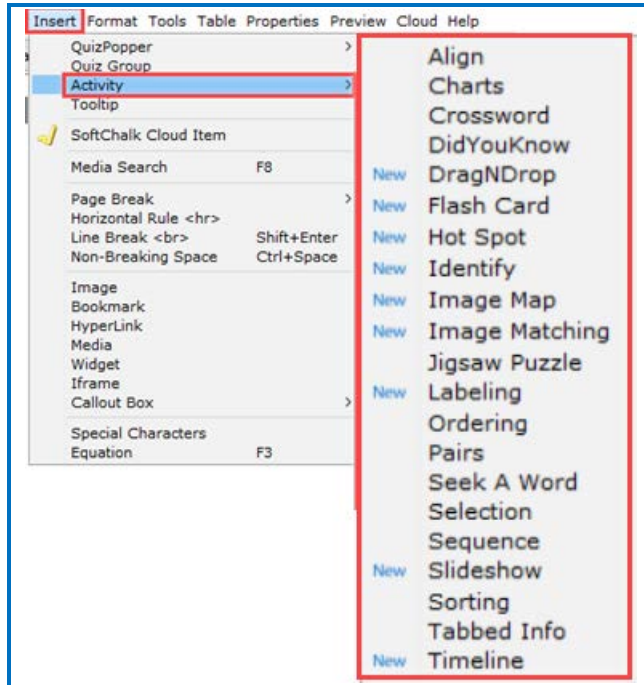 Insert Format Tools Table Properties Preview Cloud Help
QuizPopper >
Quiz Group
Activity >
Tooltip
SoftChalk Cloud Item
Media Search F8
Page Break >
Horizontal Rule <hr>
Line Break <br> Shift+Enter
Non-Breaking Space Ctrl+Space
Image
Bookmark
HyperLink
Media
Widget
Iframe
Callout Box >
Special Characters
Equation F3
Align
Charts
Crossword
DidYouKnow
New DragNDrop
New Flash Card
New Hot Spot
New Identify
New Image Map
New Image Matching
Jigsaw Puzzle
New Labeling
Ordering
Pairs
Seek A Word
Selection
Sequence
New Slideshow
Sorting
Tabbed Info
New Timeline